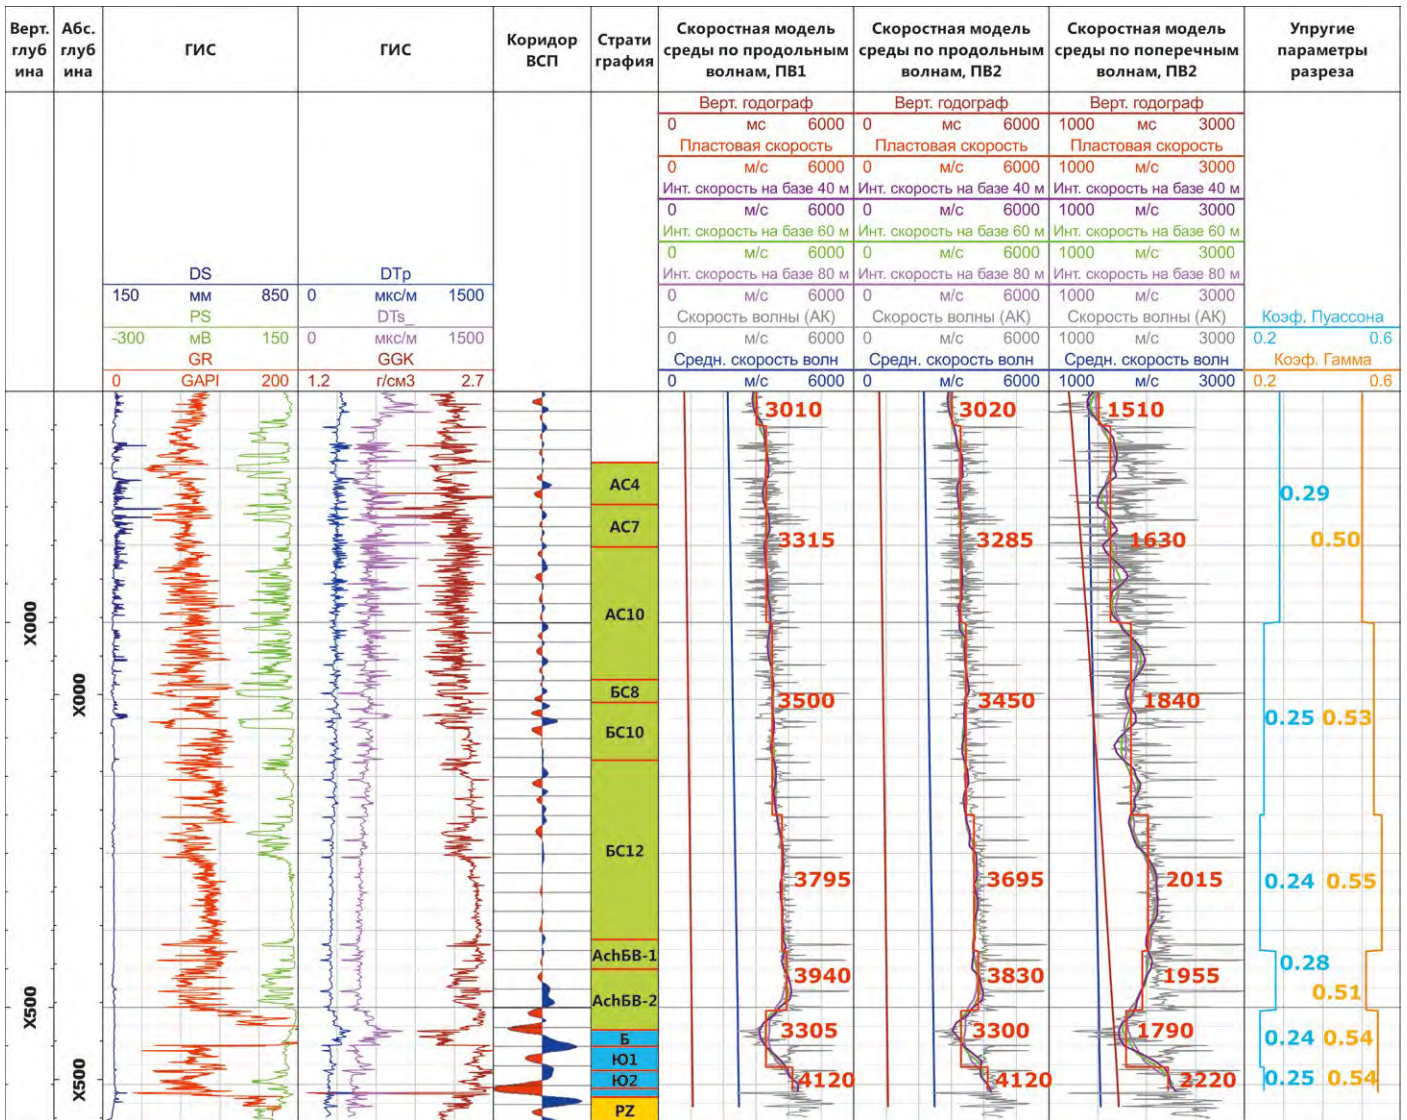 Верт. глуб ина
Абс. глуб ина
ГИС
ГИС
Коридор ВСП
Страти графия
Скоростная модель среды по продольным волнам, ПВ1
Скоростная модель среды по продольным волнам, ПВ2
Скоростная модель среды по поперечным волнам, ПВ2
Упругие параметры разреза
DS
150 мм 850
PS
-300 мВ 150
GR
0 GAPI 200
DTp
0 мкс/м 1500
DTs_
0 мкс/м 1500
GGK
1.2 г/см3 2.7
Верт. годограф
0 мс 6000
Пластовая скорость
0 м/с 6000
Инт. скорость на базе 40 м
0 м/с 6000
Инт. скорость на базе 60 м
0 м/с 6000
Инт. скорость на базе 80 м
0 м/с 6000
Скорость волны (АК)
0 м/с 6000
Средн. скорость волн
0 м/с 6000
Верт. годограф
0 мс 6000
Пластовая скорость
0 м/с 6000
Инт. скорость на базе 40 м
0 м/с 6000
Инт. скорость на базе 60 м
0 м/с 6000
Инт. скорость на базе 80 м
0 м/с 6000
Скорость волны (АК)
0 м/с 6000
Средн. скорость волн
0 м/с 6000
Верт. годограф
1000 мс 3000
Пластовая скорость
1000 м/с 3000
Инт. скорость на базе 40 м
1000 м/с 3000
Инт. скорость на базе 60 м
1000 м/с 3000
Инт. скорость на базе 80 м
1000 м/с 3000
Скорость волны (АК)
1000 м/с 3000
Средн. скорость волн
1000 м/с 3000
Коэф. Пуассона
0.2 0.6
Коэф. Гамма
0.2 0.6
X000
X500
X000
X500
АС4
АС7
АС10
БС8
БС10
БС12
AchБВ-1
AchБВ-2
Б
Ю1
Ю2
PZ
3010
3315
3500
3795
3940
3305
4120
3020
3285
3450
3695
3830
3300
4120
1510
1630
1840
2015
1955
1790
2220
0.29
0.50
0.25 0.53
0.24 0.55
0.28
0.51
0.24 0.54
0.25 0.54